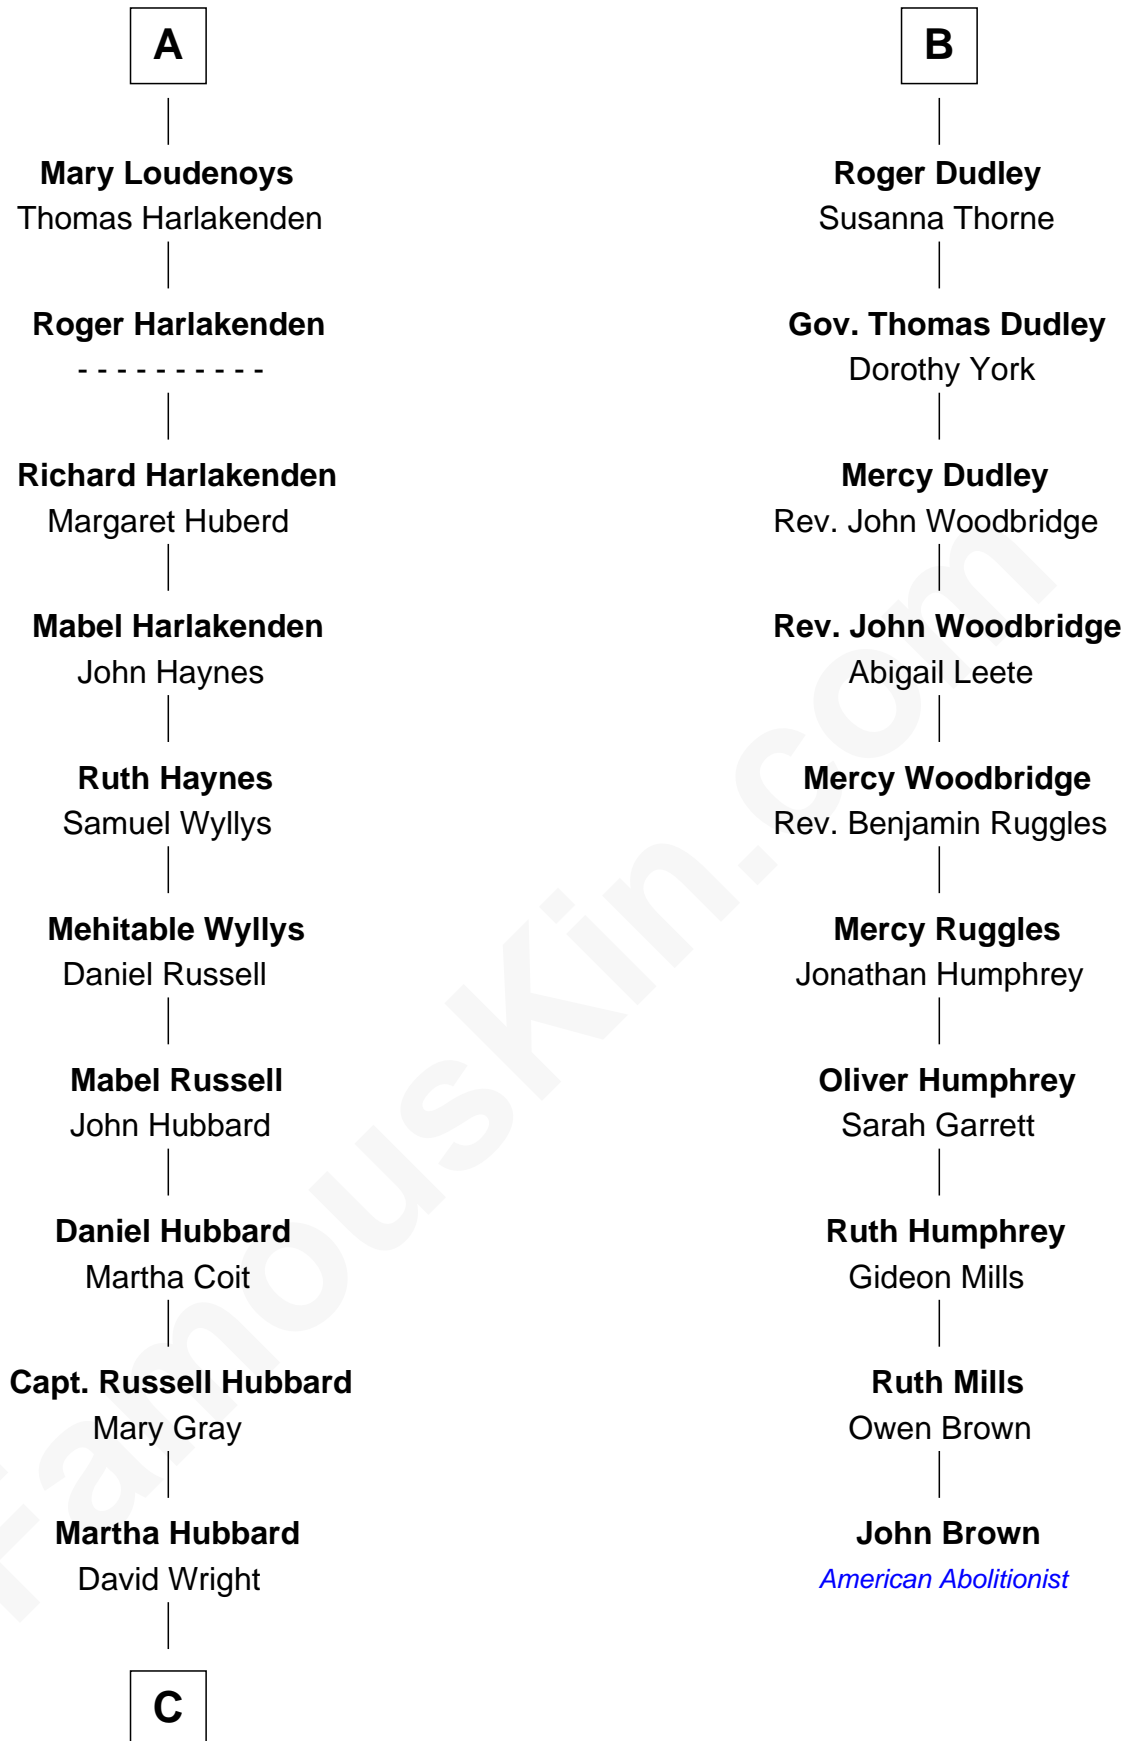 A
Mary Loudenoys
Thomas Harlakenden
Roger Harlakenden
- - - - - - - - - -
Richard Harlakenden
Margaret Huberd
Mabel Harlakenden
John Haynes
Ruth Haynes
Samuel Wyllys
Mehitable Wyllys
Daniel Russell
Mabel Russell
John Hubbard
Daniel Hubbard
Martha Coit
Capt. Russell Hubbard
Mary Gray
Martha Hubbard
David Wright
C
B
Roger Dudley
Susanna Thorne
Gov. Thomas Dudley
Dorothy York
Mercy Dudley
Rev. John Woodbridge
Rev. John Woodbridge
Abigail Leete
Mercy Woodbridge
Rev. Benjamin Ruggles
Mercy Ruggles
Jonathan Humphrey
Oliver Humphrey
Sarah Garrett
Ruth Humphrey
Gideon Mills
Ruth Mills
Owen Brown
John Brown
American Abolitionist
FamousKin.com